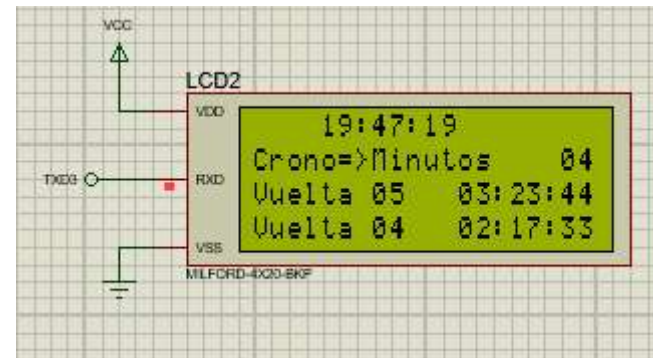 VCC
LCD2
VDD
19:47:19
Crono=>Minutos 04
TXD3
RXD
Vuelta 05 03:23:44
Vuelta 04 02:17:33
VSS
MILFORD-4X20-BKP